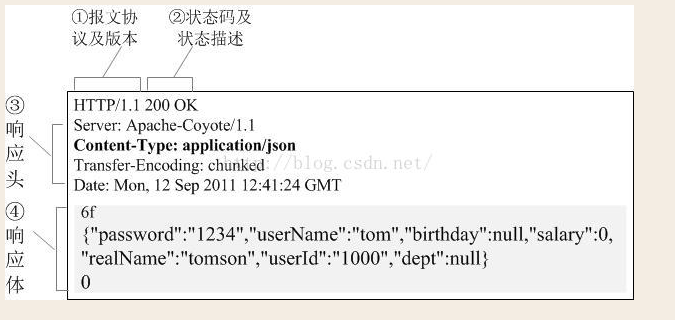 ①报文协
议及版本
②状态码及
状态描述
③
响
应
头
HTTP/1.1 200 OK
Server: Apache-Coyote/1.1
Content-Type: application/json
Transfer-Encoding: chunked
Date: Mon, 12 Sep 2011 12:41:24 GMT
http://blog.csdn.net/
④
响
应
体
6f
{"password":"1234","userName":"tom","birthday":null,"salary":0,
"realName":"tomson","userId":"1000","dept":null}
0